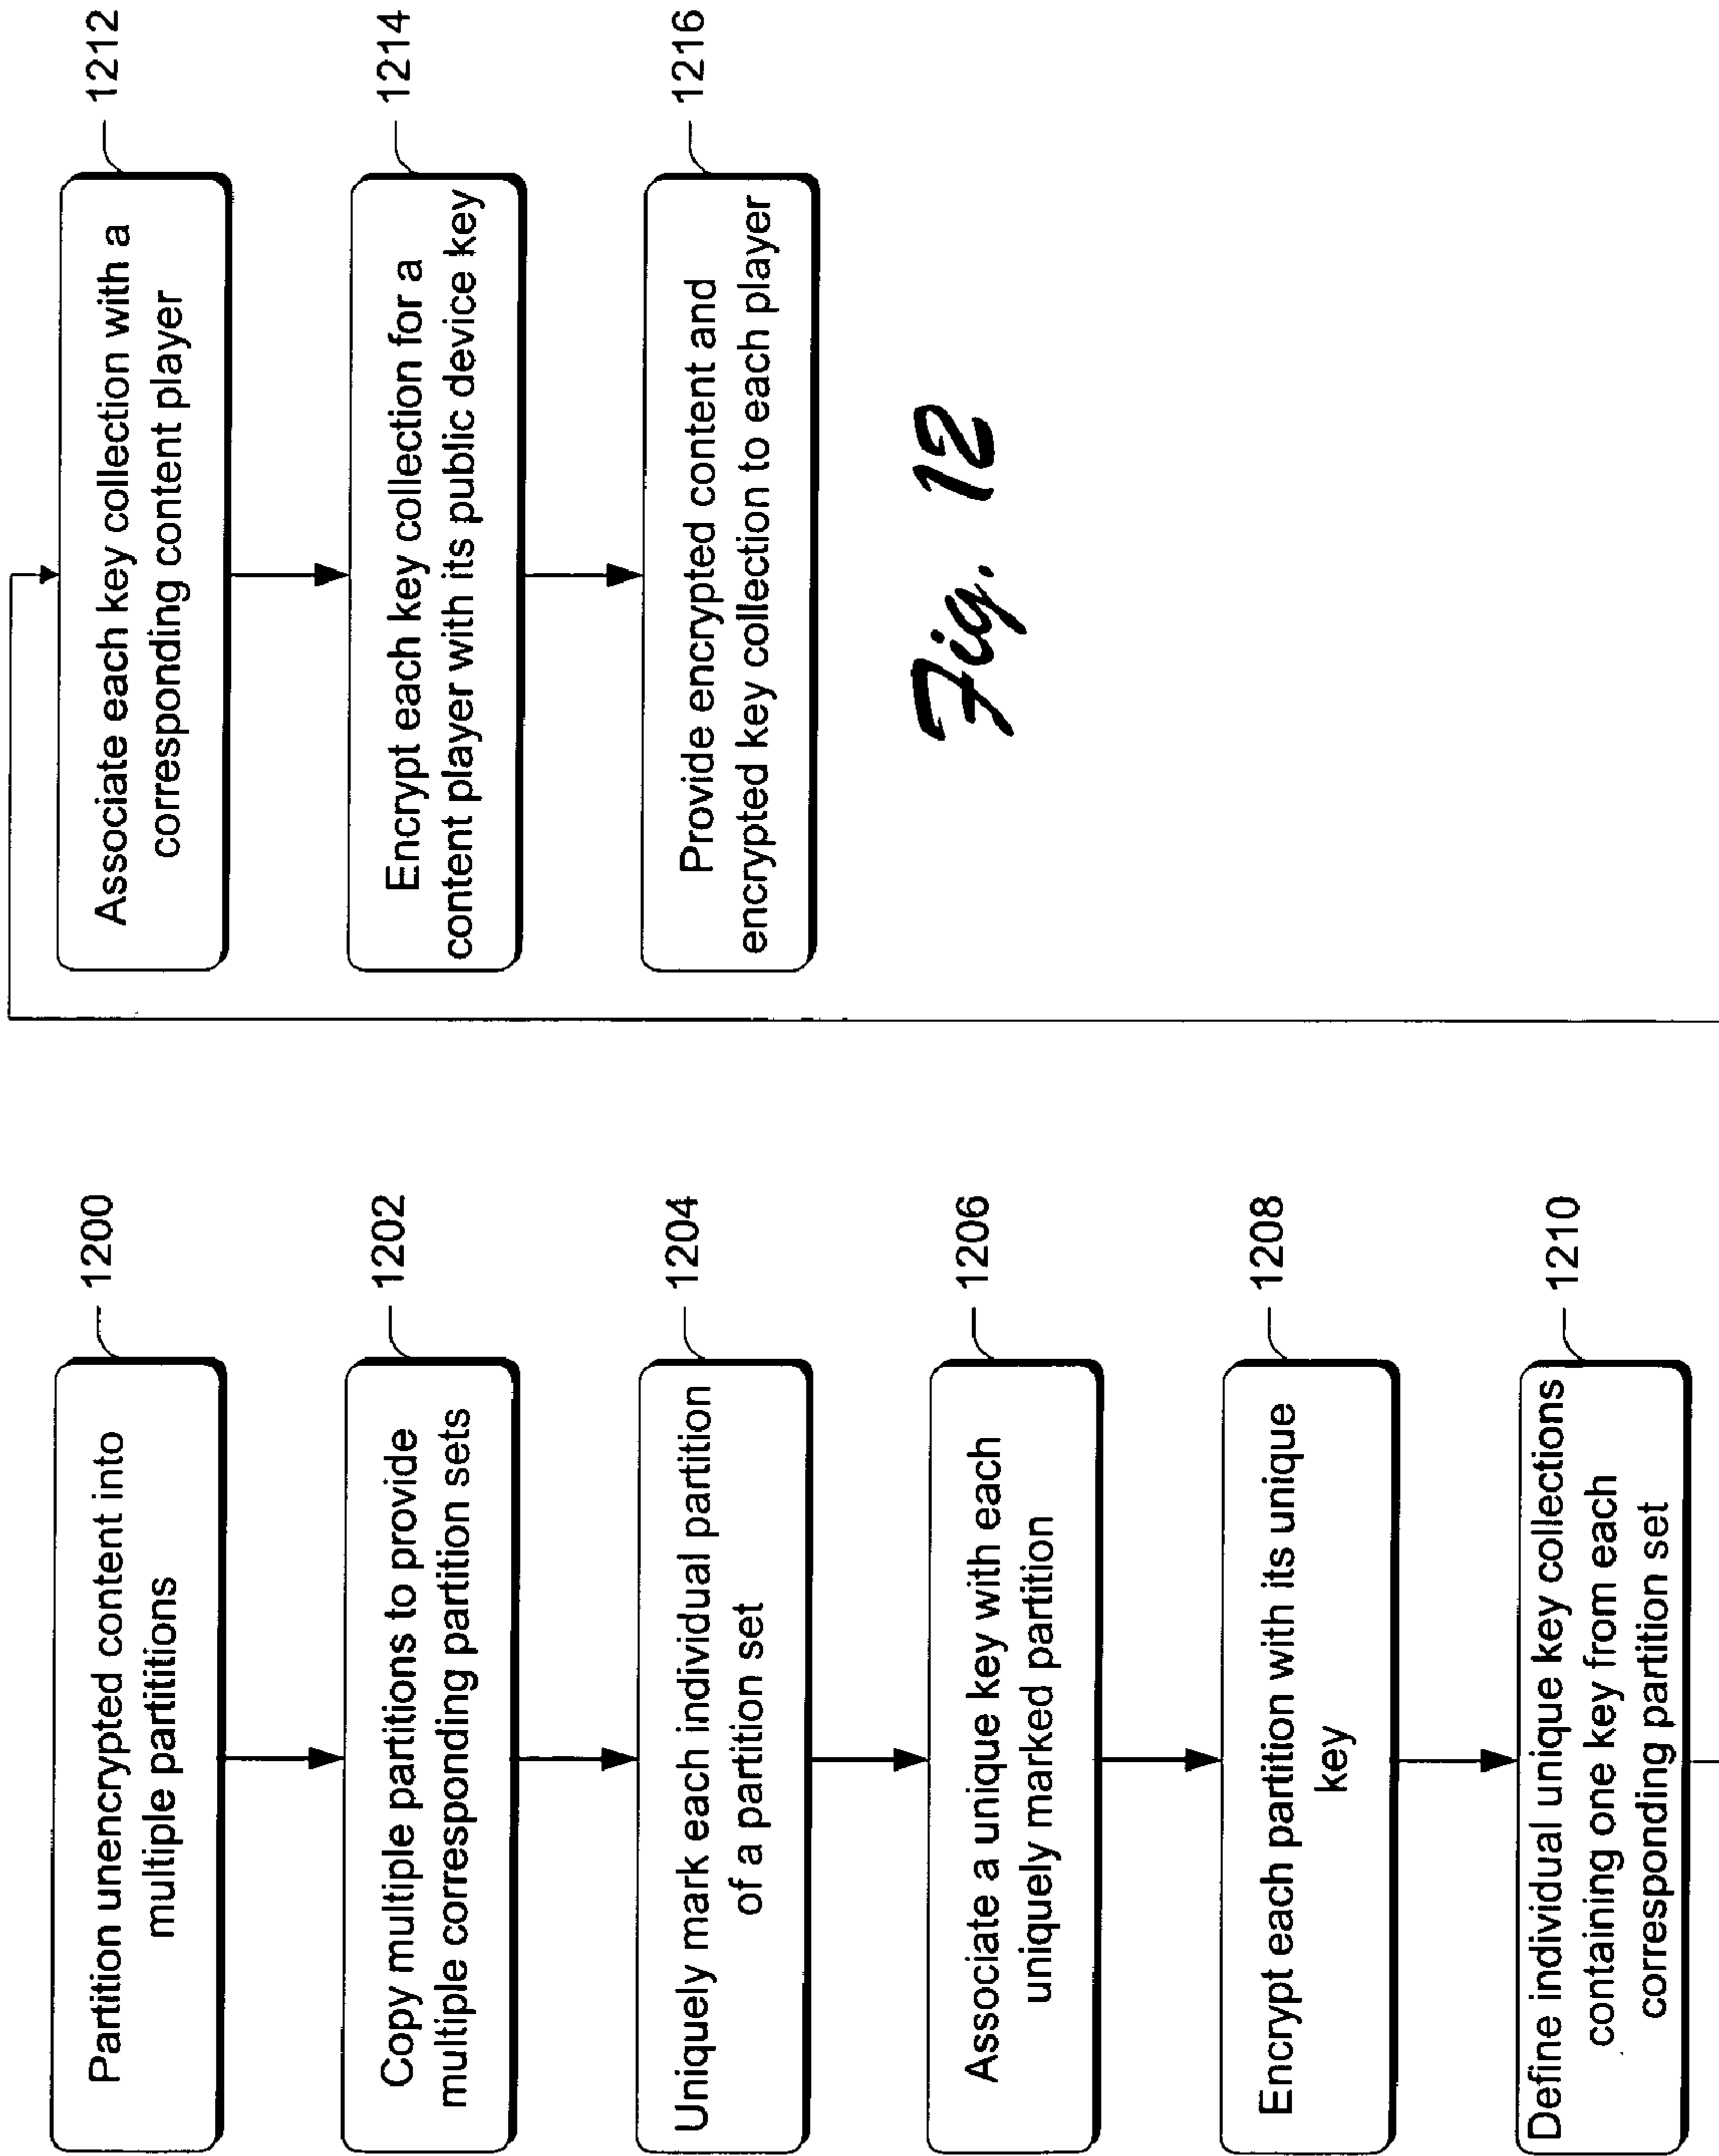 Partition unencrypted content into
multiple partitions
1200
Copy multiple partitions to provide
multiple corresponding partition sets
1202
Uniquely mark each individual partition
of a partition set
1204
Associate a unique key with each
uniquely marked partition
1206
Encrypt each partition with its unique
key
1208
Define individual unique key collections
containing one key from each
corresponding partition set
1210
Associate each key collection with a
corresponding content player
1212
Encrypt each key collection for a
content player with its public device key
1214
Provide encrypted content and
encrypted key collection to each player
1216
Fig. 12